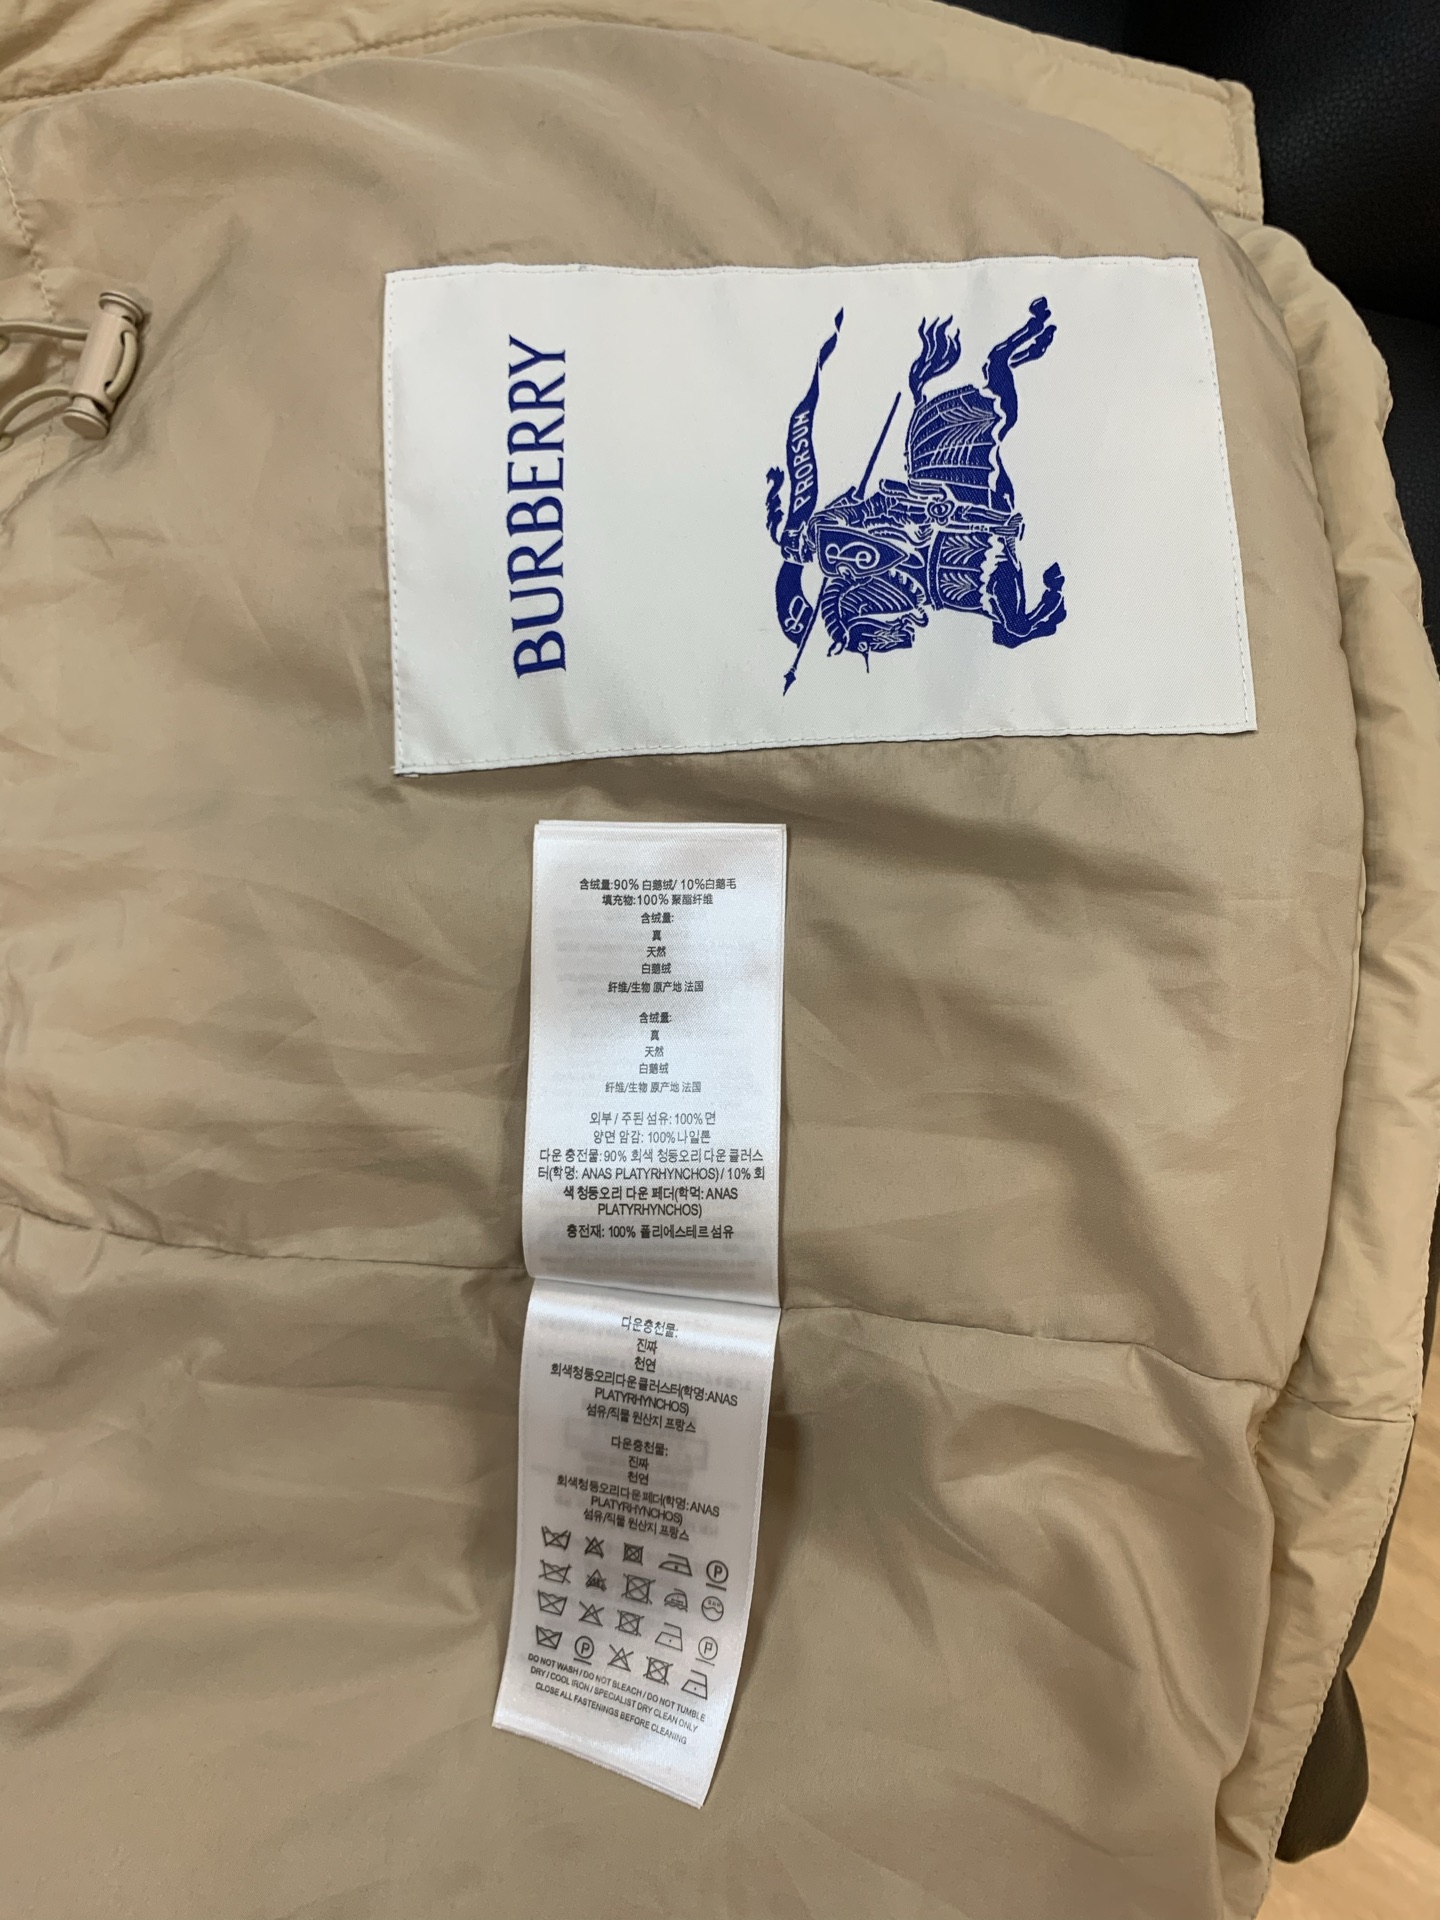 BURBERRY
PRORSUM
B
B
含绒量:90% 白鹅绒/ 10%白鹅毛
填充物:100% 聚酯纤维
含绒量:
真
天然
白鹅绒
纤维/生物 原产地 法国
含绒量:
真
天然
白鹅绒
纤维/生物 原产地 法国
외부 / 주된 섬유: 100% 면
양면 암감: 100% 나일론
다운 충전물: 90% 회색 청둥오리 다운 클러스
터(학명: ANAS PLATYRHYNCHOS) / 10% 회
색 청둥오리 다운 페더(학먹: ANAS
PLATYRHYNCHOS)
충전재: 100% 폴리에스테르 섬유
다운충천물:
진짜
천연
회색청둥오리다운클러스터(학명:ANAS
PLATYRHYNCHOS)
섬유/직물 원산지 프랑스
다운충천물:
진짜
천연
회색청둥오리다운페더(학명:ANAS
PLATYRHYNCHOS)
섬유/직물 원산지 프랑스
P
P
P
DO NOT WASH / DO NOT BLEACH / DO NOT TUMBLE
DRY / COOL IRON / SPECIALIST DRY CLEAN ONLY
CLOSE ALL FASTENINGS BEFORE CLEANING